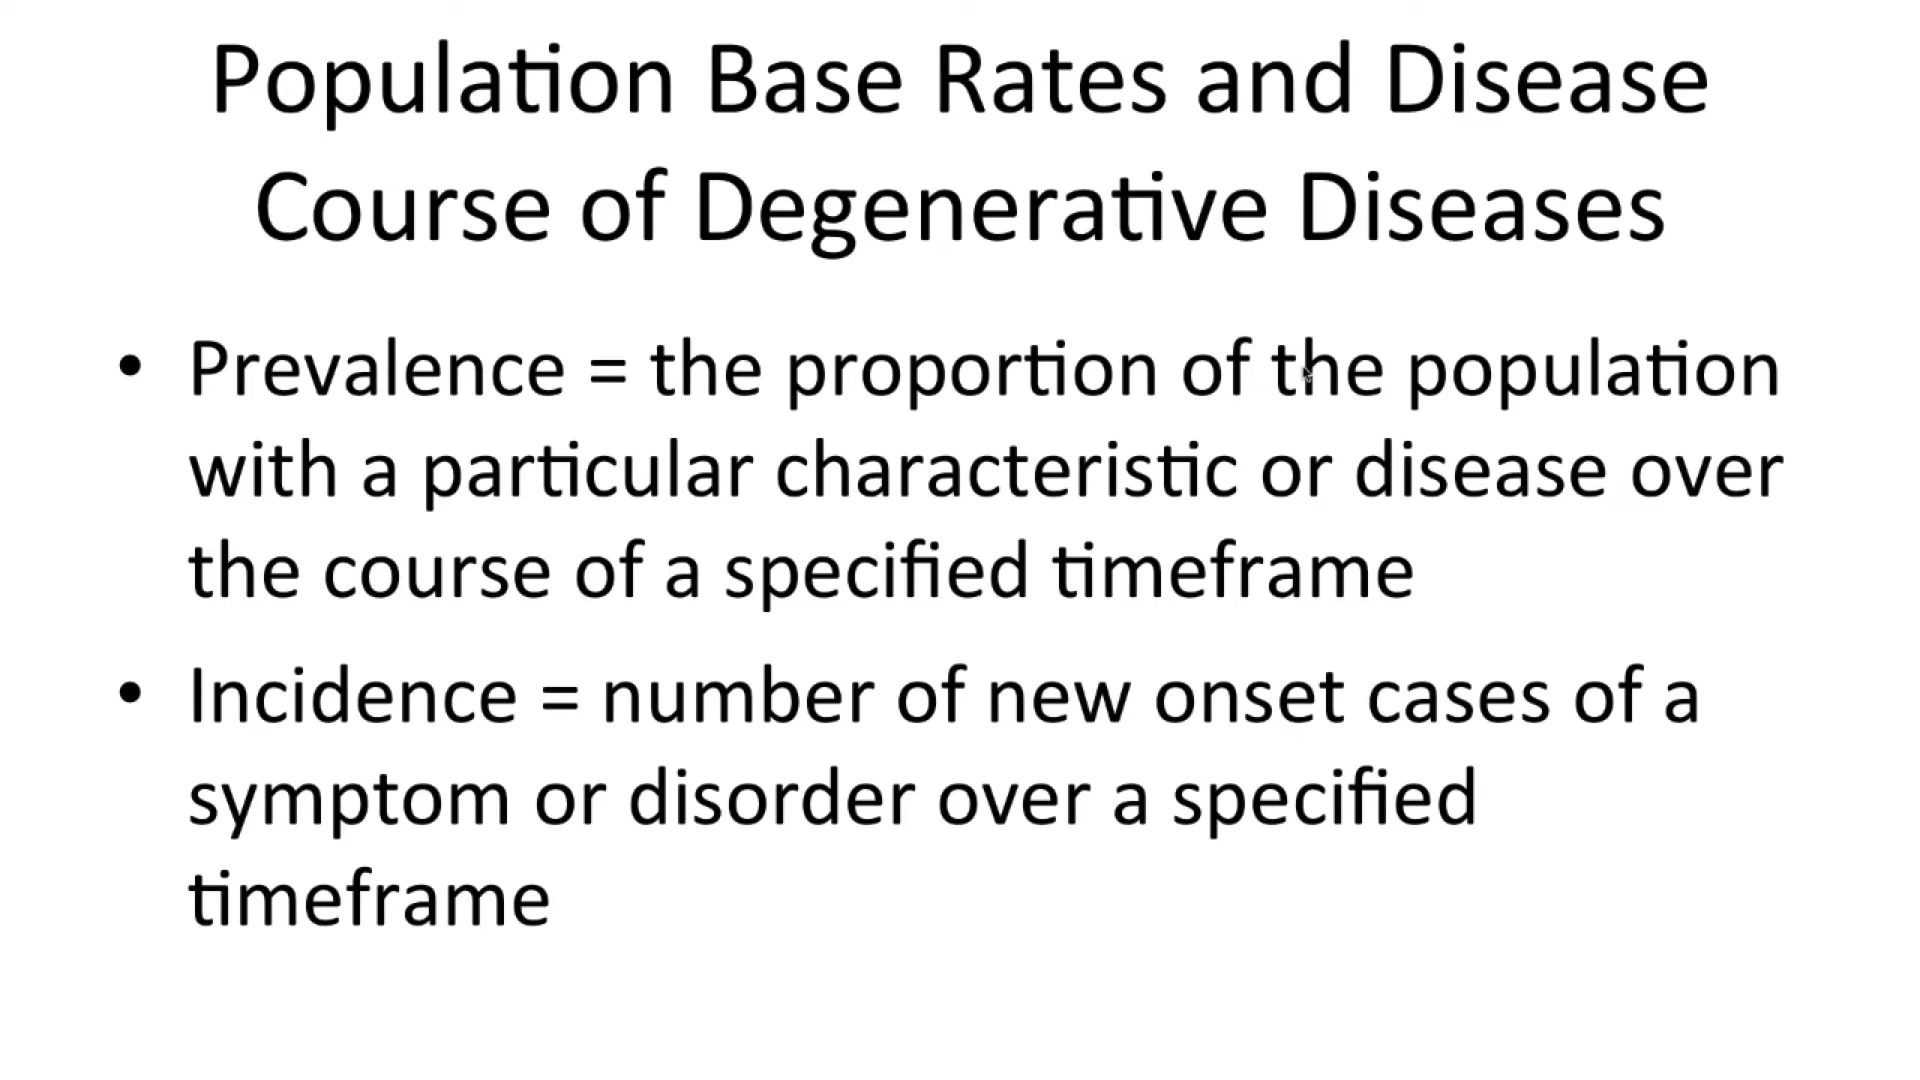 Population Base Rates and Disease
Course of Degenerative Diseases
• Prevalence = the proportion of the population
with a particular characteristic or disease over
the course of a specified timeframe
• Incidence = number of new onset cases of a
symptom or disorder over a specified
timeframe